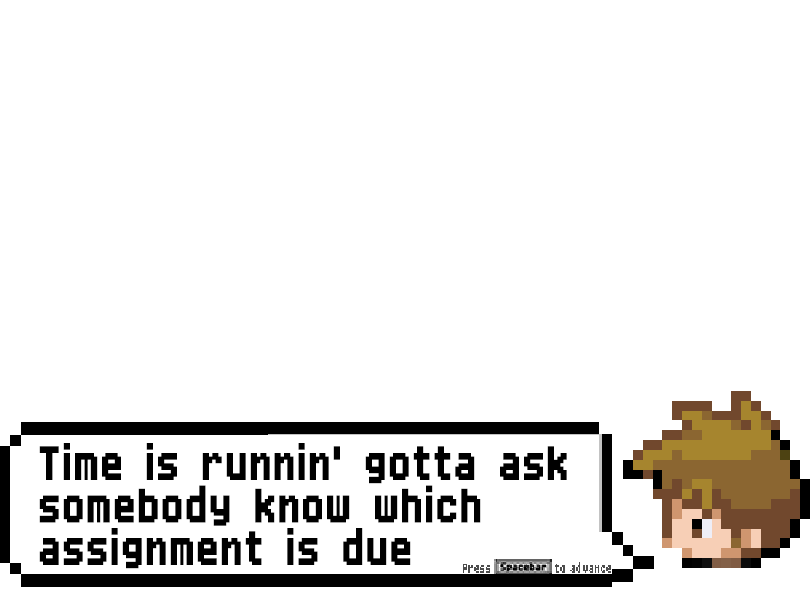 Time is runnin' gotta ask
somebody know which
assignment is due
Press Spacebar to advance